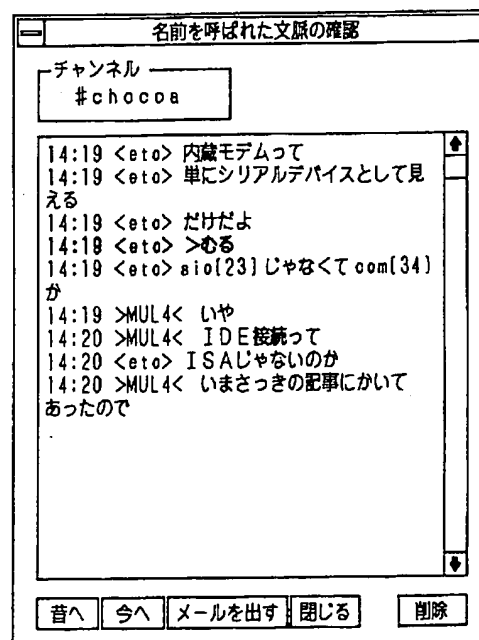 名前を呼ばれた文脈の確認
チャンネル
#chocoa
14:19 <eto> 内蔵モデムって
14:19 <eto> 単にシリアルデバイスとして見
える
14:19 <eto> だけだよ
14:19 <eto> >むる
14:19 <eto> sio[23]じゃなくてcom[34]
か
14:19 >MUL4< いや
14:20 >MUL4< IDE接続って
14:20 <eto> ISAじゃないのか
14:20 >MUL4< いまさっきの記事にかいて
あったので
昔へ 今へ メールを出す 閉じる 削除